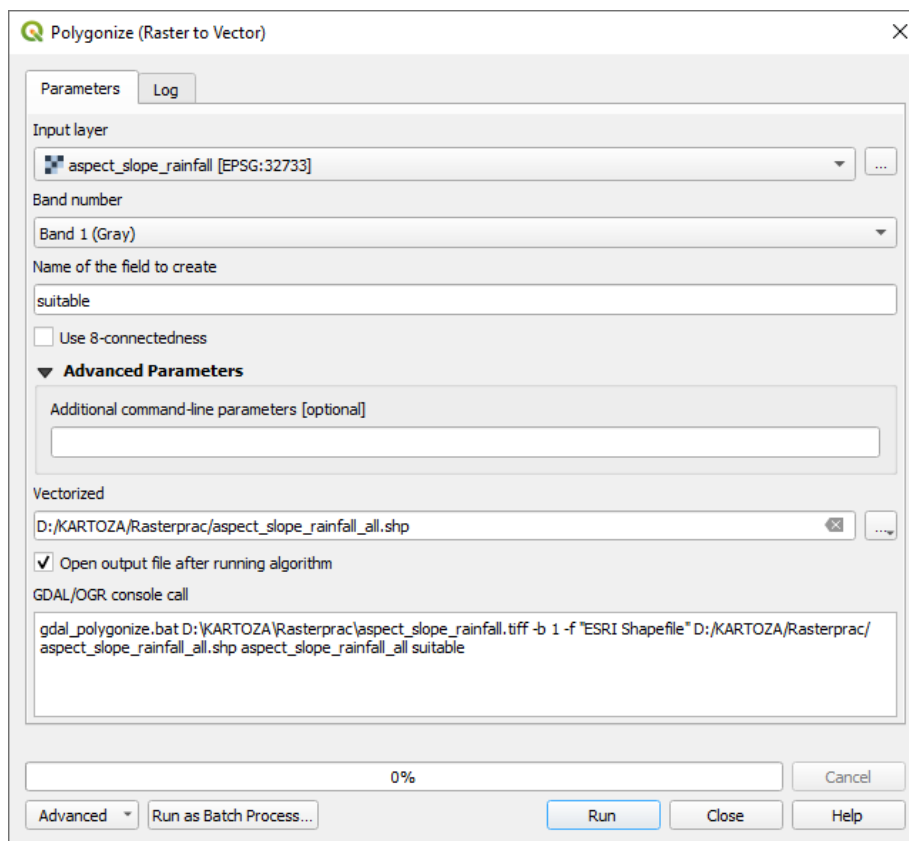 Polygonize (Raster to Vector)
Parameters
Log
Input layer
aspect_slope_rainfall [EPSG:32733]
...
Band number
Band 1 (Gray)
Name of the field to create
suitable
Use 8-connectedness
Advanced Parameters
Additional command-line parameters [optional]
Vectorized
D:/KARTOZA/Rasterprac/aspect_slope_rainfall_all.shp
...
Open output file after running algorithm
GDAL/OGR console call
gdal_polygonize.bat D:\KARTOZA\Rasterprac\aspect_slope_rainfall.tiff -b 1 -f "ESRI Shapefile" D:/KARTOZA/Rasterprac/
aspect_slope_rainfall_all.shp aspect_slope_rainfall_all suitable
0%
Cancel
Advanced
Run as Batch Process...
Run
Close
Help